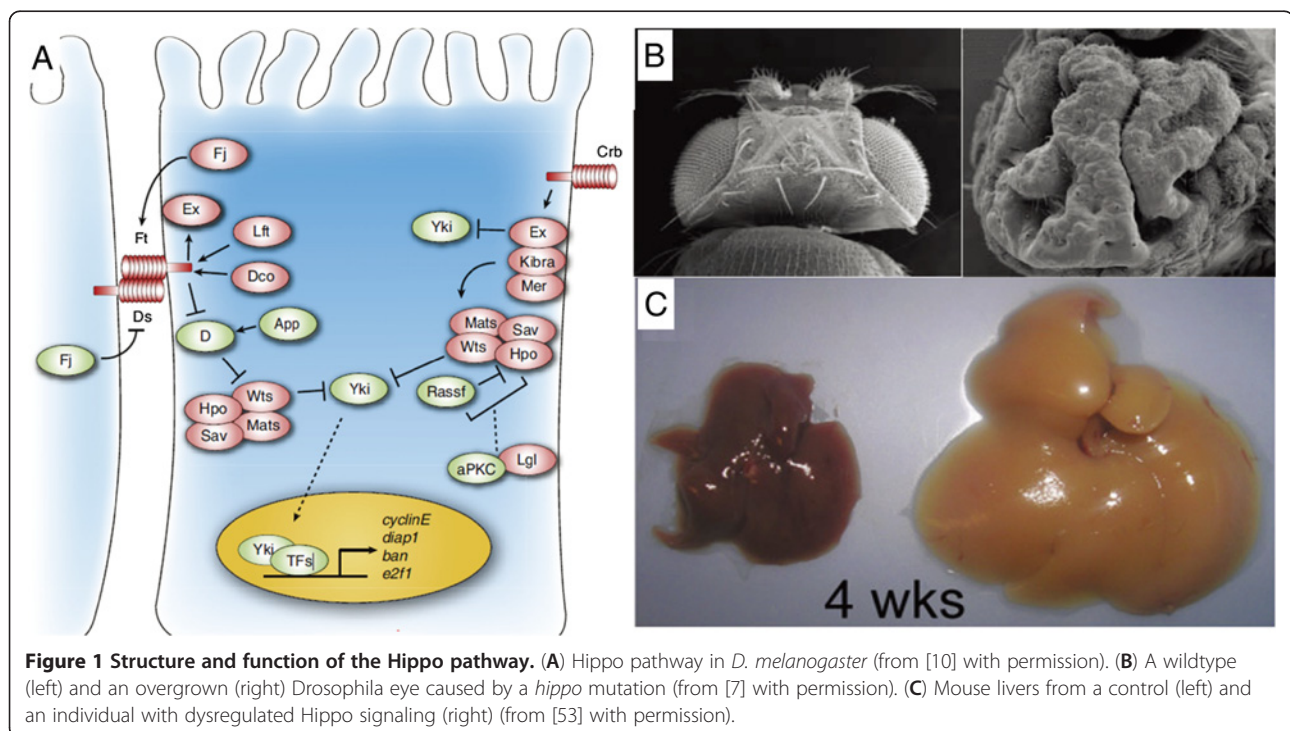 A
Fj
Crb
Ex
Ft
Lft
Yki
Ex
Kibra
Dco
Mer
Ds
D
App
Mats
Sav
Wts
Hpo
Fj
Wts
Yki
Rassf
Hpo
Mats
Sav
aPKC
Lgl
cyclinE
diap1
Yki
TFs
ban
e2f1
B
C
4 wks
Figure 1 Structure and function of the Hippo pathway. (A) Hippo pathway in D. melanogaster (from [10] with permission). (B) A wildtype
(left) and an overgrown (right) Drosophila eye caused by a hippo mutation (from [7] with permission). (C) Mouse livers from a control (left) and
an individual with dysregulated Hippo signaling (right) (from [53] with permission).